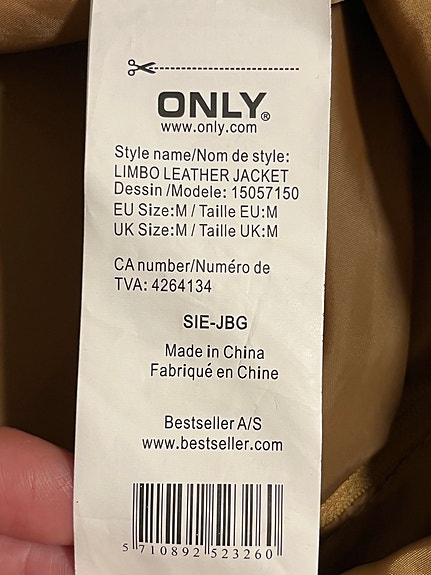 ONLY®
www.only.com
Style name/Nom de style:
LIMBO LEATHER JACKET
Dessin /Modele: 15057150
EU Size:M / Taille EU:M
UK Size:M / Taille UK:M
CA number/Numéro de
TVA: 4264134
SIE-JBG
Made in China
Fabriqué en Chine
Bestseller A/S
www.bestseller.com
5 710892 523260